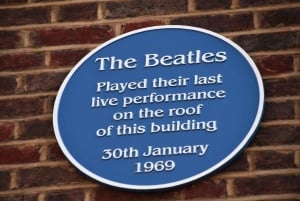 The Beatles
Played their last
live performance
on the roof
of this building
30th January
1969